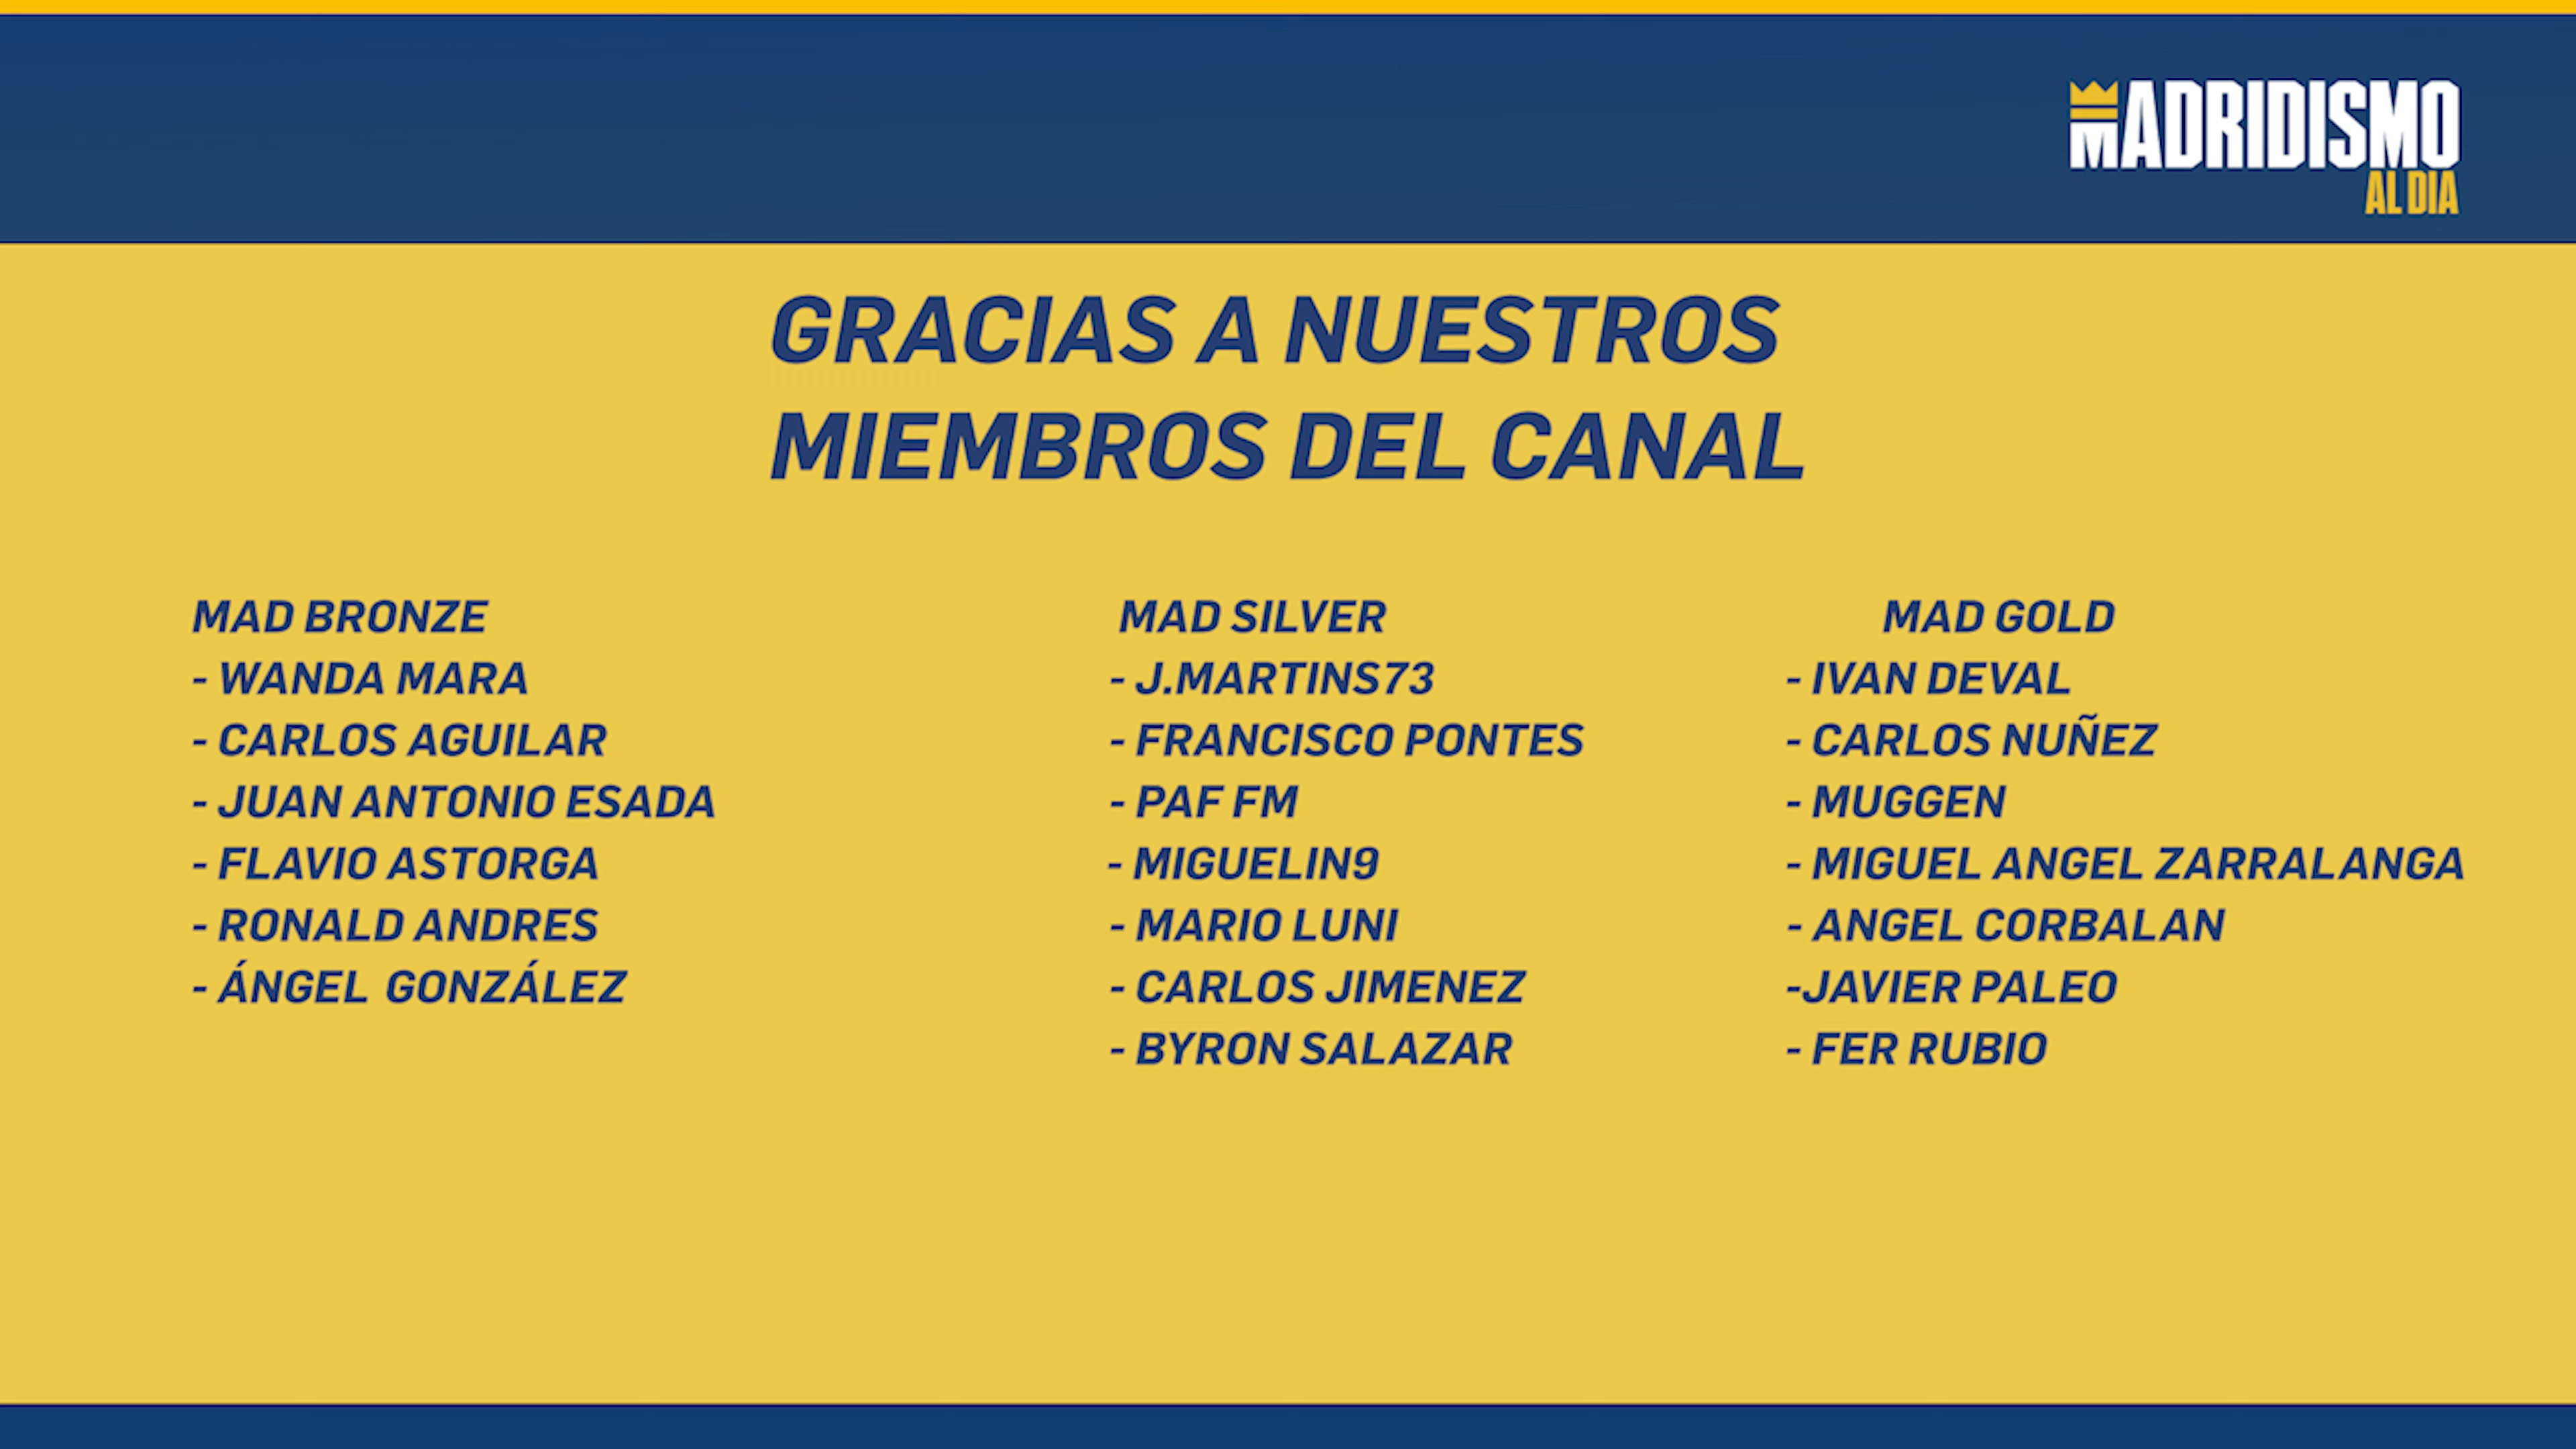 MADRIDISMO
AL DIA
GRACIAS A NUESTROS
MIEMBROS DEL CANAL
MAD BRONZE
- WANDA MARA
- CARLOS AGUILAR
- JUAN ANTONIO ESADA
- FLAVIO ASTORGA
- RONALD ANDRES
- ÁNGEL GONZÁLEZ
MAD SILVER
- J.MARTINS73
- FRANCISCO PONTES
- PAF FM
- MIGUELIN9
- MARIO LUNI
- CARLOS JIMENEZ
- BYRON SALAZAR
MAD GOLD
- IVAN DEVAL
- CARLOS NUÑEZ
- MUGGEN
- MIGUEL ANGEL ZARRALANGA
- ANGEL CORBALAN
-JAVIER PALEO
- FER RUBIO